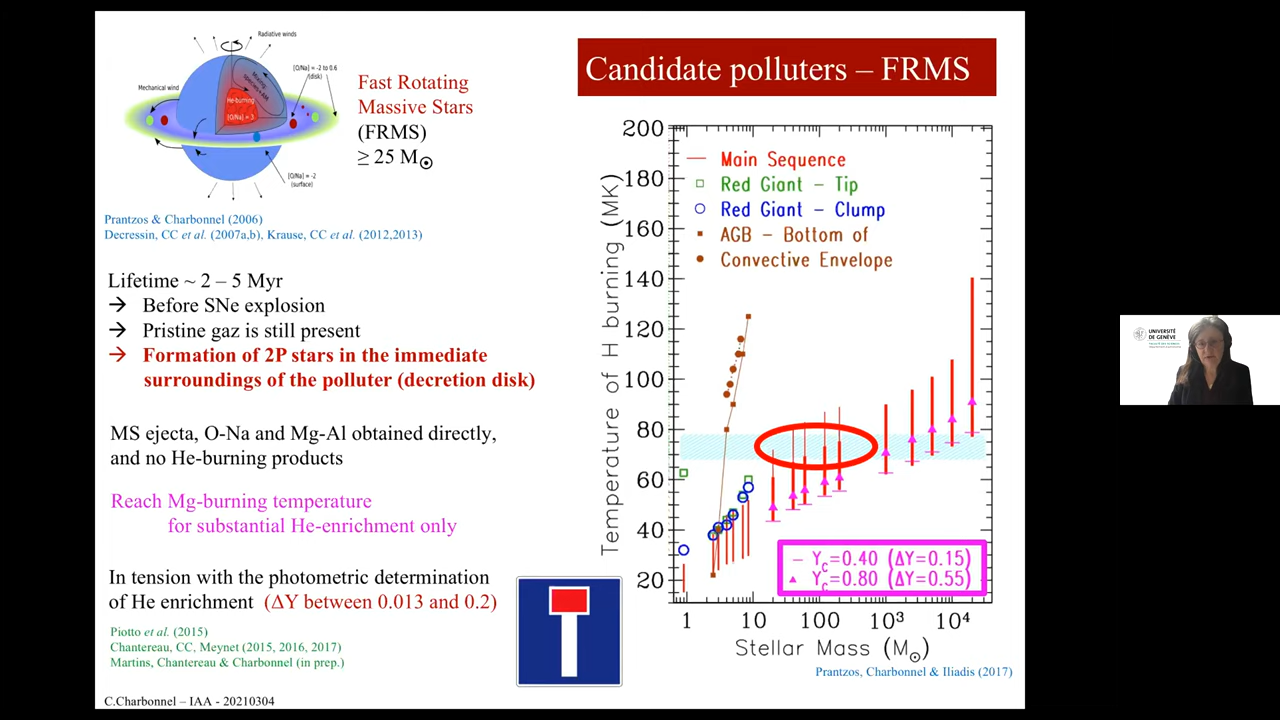 Radiative winds
[O/Na] = -2 to 0.6
(disk)
Mechanical wind
He-burning
[O/Na] = 3
[O/Na] = -2
(surface)
Fast Rotating
Massive Stars
(FRMS)
≥ 25 M☉
Prantzos & Charbonnel (2006)
Decressin, CC et al. (2007a,b), Krause, CC et al. (2012,2013)
Lifetime ~ 2 – 5 Myr
→ Before SNe explosion
→ Pristine gaz is still present
→ Formation of 2P stars in the immediate
surroundings of the polluter (decretion disk)
MS ejecta, O-Na and Mg-Al obtained directly,
and no He-burning products
Reach Mg-burning temperature
for substantial He-enrichment only
In tension with the photometric determination
of He enrichment (ΔY between 0.013 and 0.2)
Piotto et al. (2015)
Chantereau, CC, Meynet (2015, 2016, 2017)
Martins, Chantereau & Charbonnel (in prep.)
C.Charbonnel – IAA - 20210304
Candidate polluters – FRMS
Temperature of H burning (MK)
200
180
160
140
120
100
80
60
40
20
Main Sequence
Red Giant – Tip
Red Giant – Clump
AGB – Bottom of
Convective Envelope
Yc=0.40 (ΔY=0.15)
Yc=0.80 (ΔY=0.55)
1 10 100 10³ 10⁴
Stellar Mass (M☉)
Prantzos, Charbonnel & Iliadis (2017)
UNIVERSITÉ
DE GENÈVE